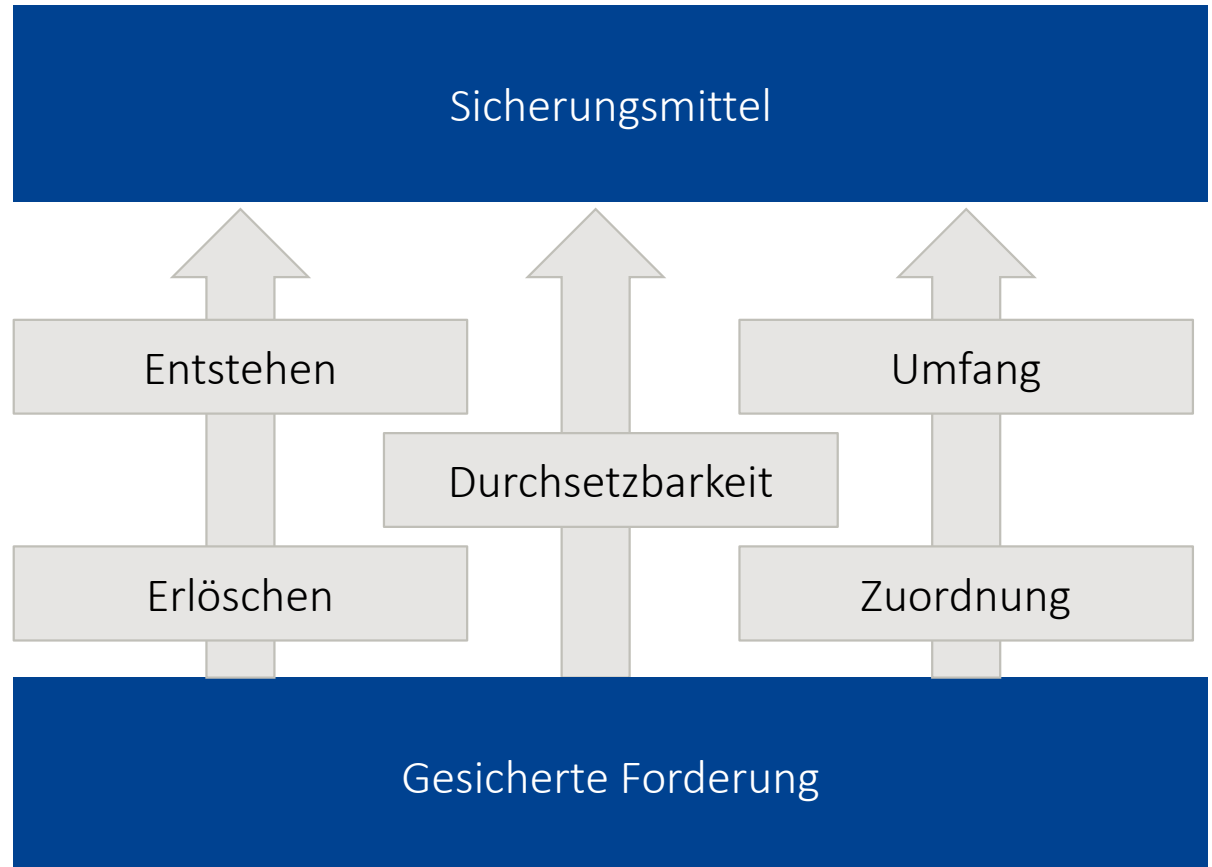 Sicherungsmittel
Entstehen
Umfang
Durchsetzbarkeit
Erlöschen
Zuordnung
Gesicherte Forderung